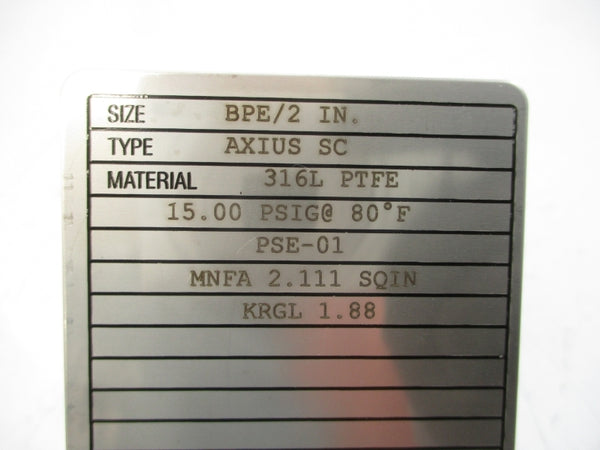 SIZE BPE/2 IN.
TYPE AXIUS SC
MATERIAL 316L PTFE
15.00 PSIG@ 80°F
PSE-01
MNFA 2.111 SQIN
KRGL 1.88